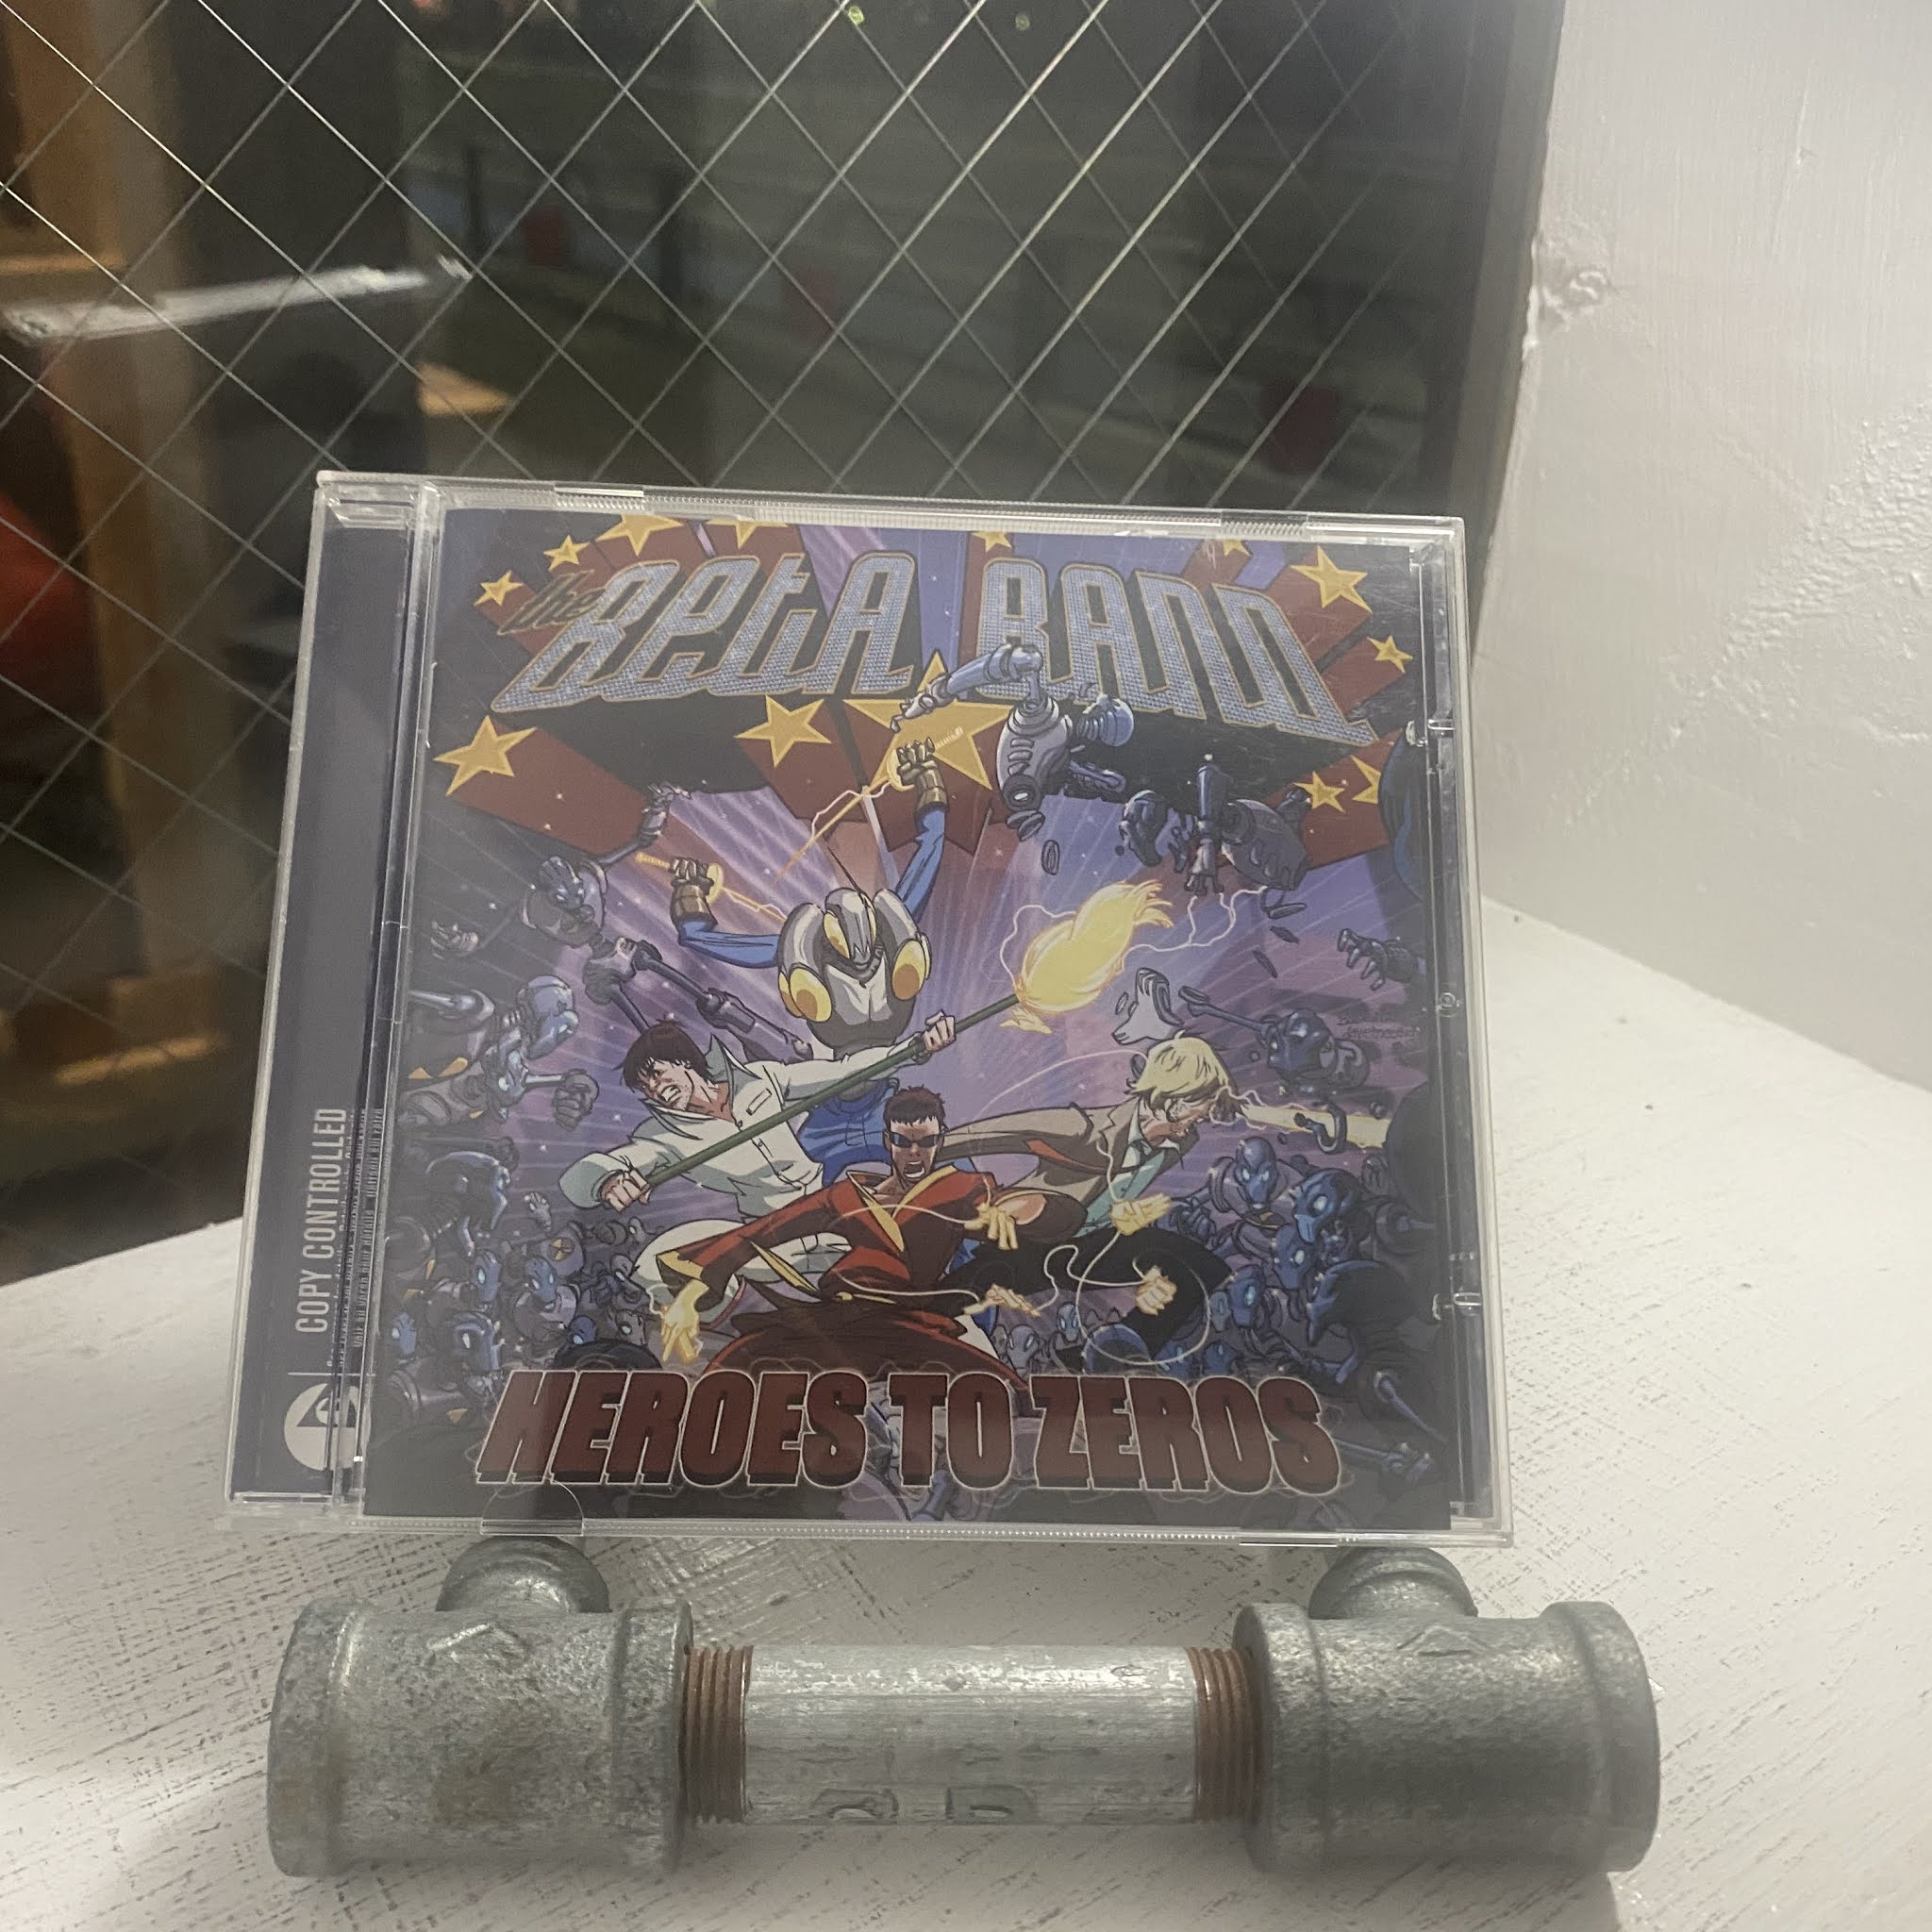 the BetA BAnd
HEROES TO ZEROS
COPY CONTROLLED